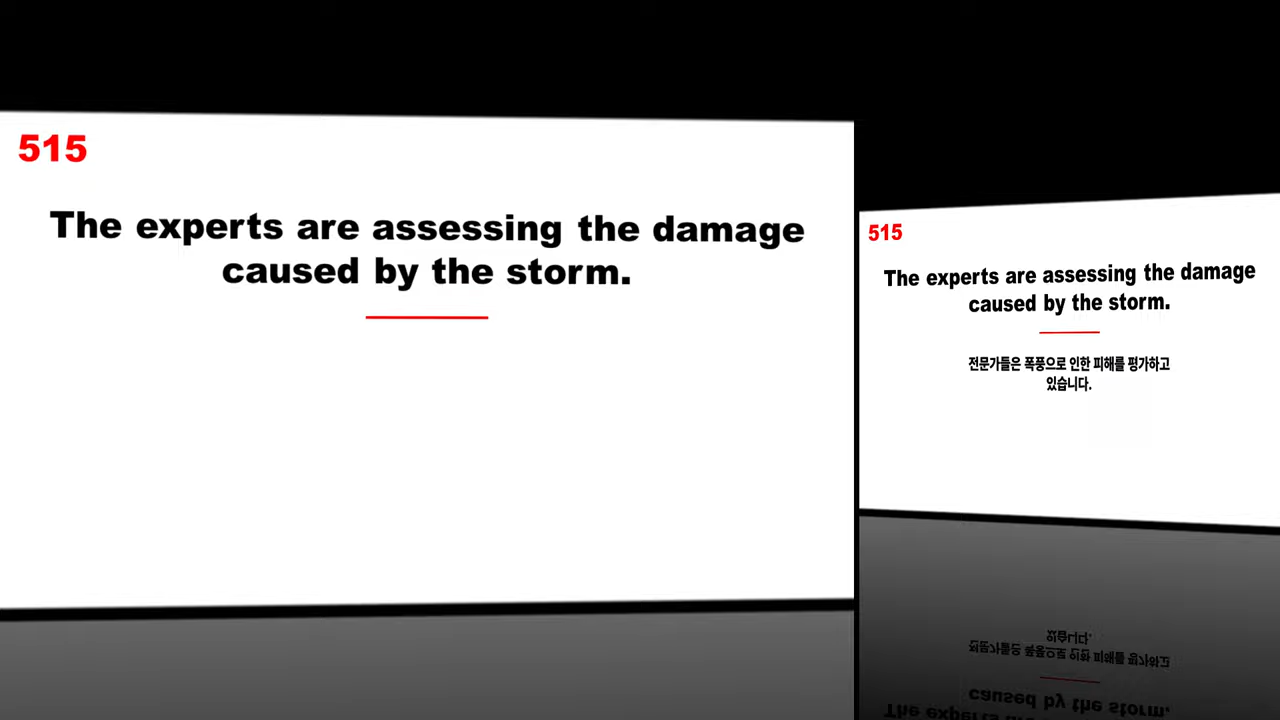 515
The experts are assessing the damage
caused by the storm.
515
The experts are assessing the damage
caused by the storm.
전문가들은 폭풍으로 인한 피해를 평가하고
있습니다.